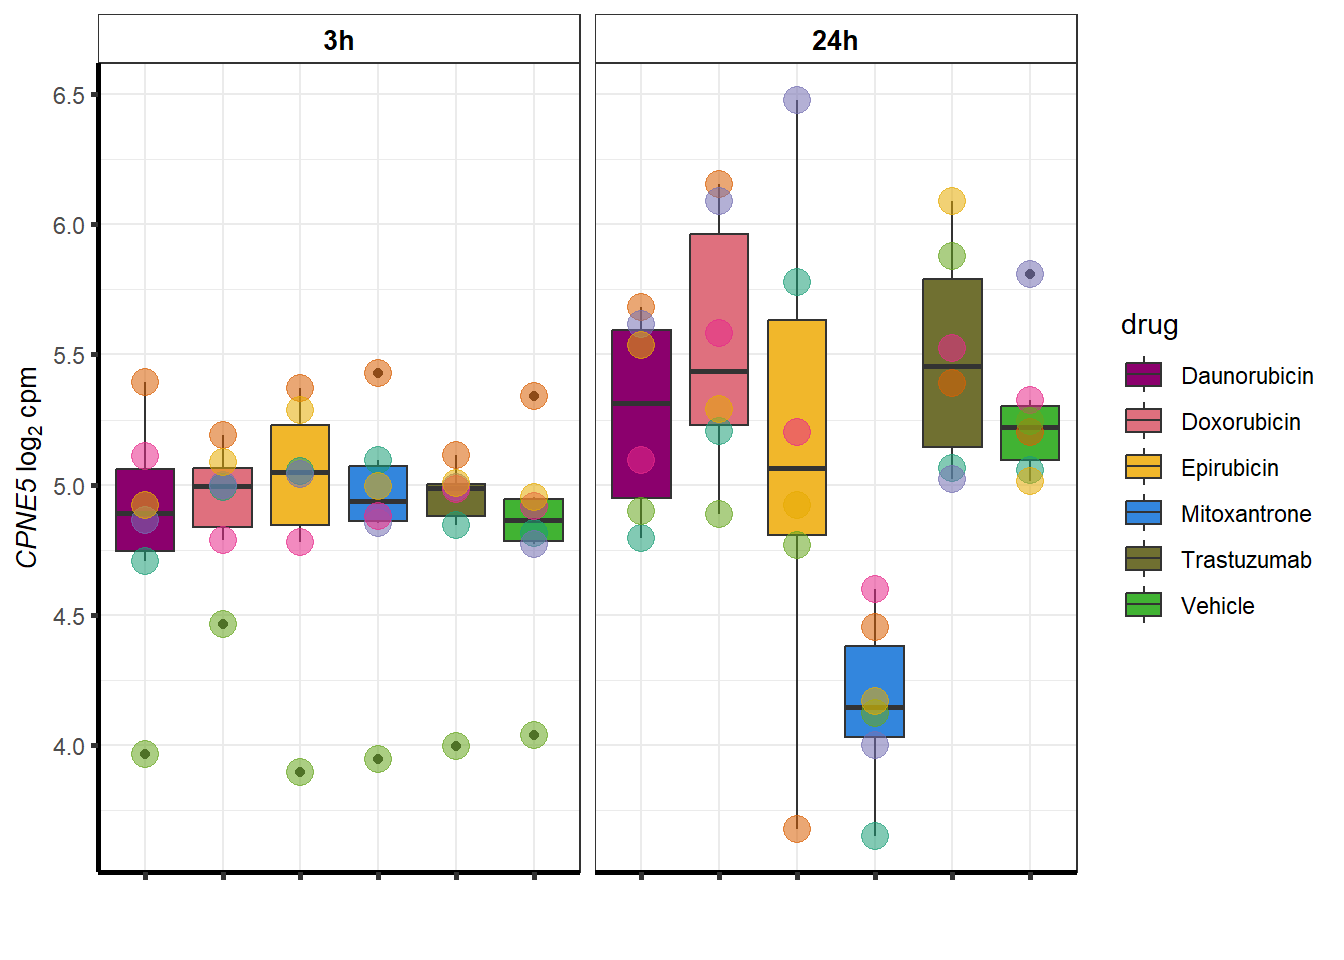 3h
24h
6.5
6.0
5.5
5.0
4.5
4.0
CPNE5 log₂ cpm
drug
Daunorubicin
Doxorubicin
Epirubicin
Mitoxantrone
Trastuzumab
Vehicle